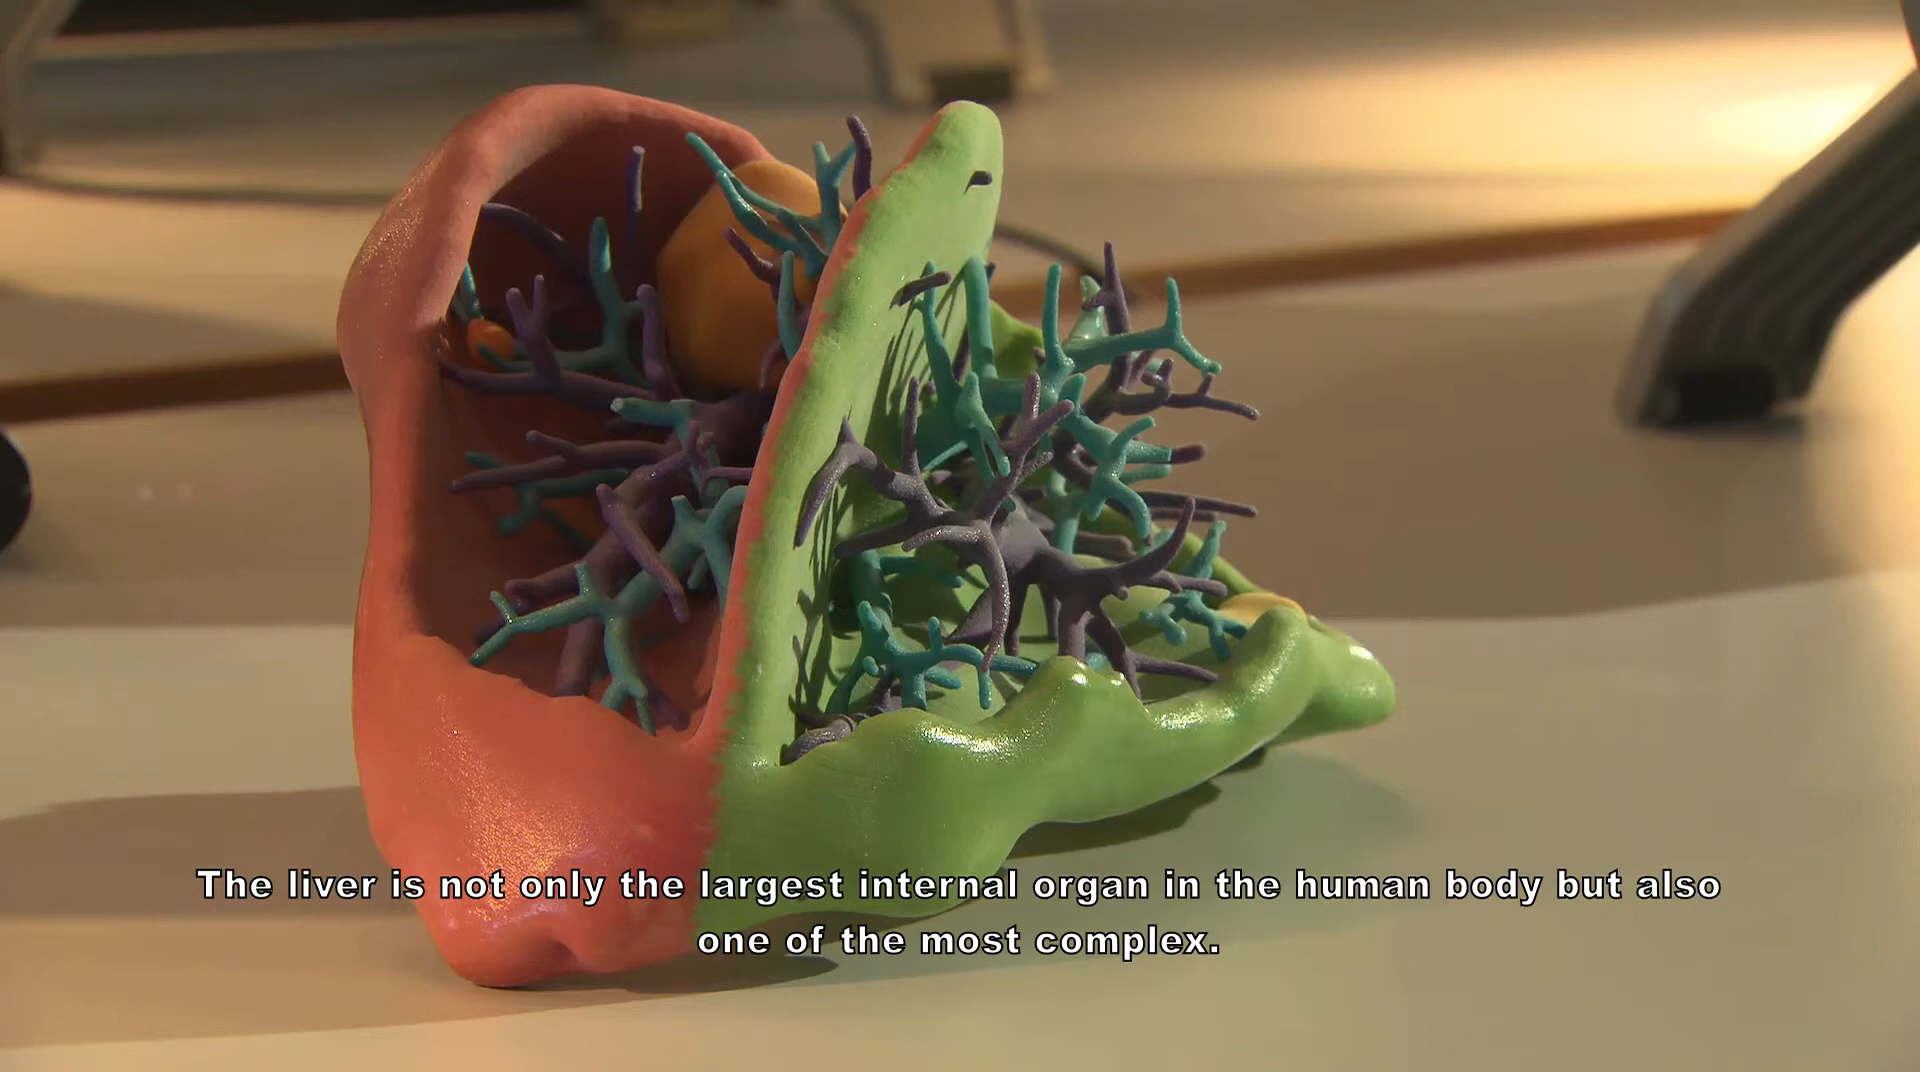 The liver is not only the largest internal organ in the human body but also
one of the most complex.